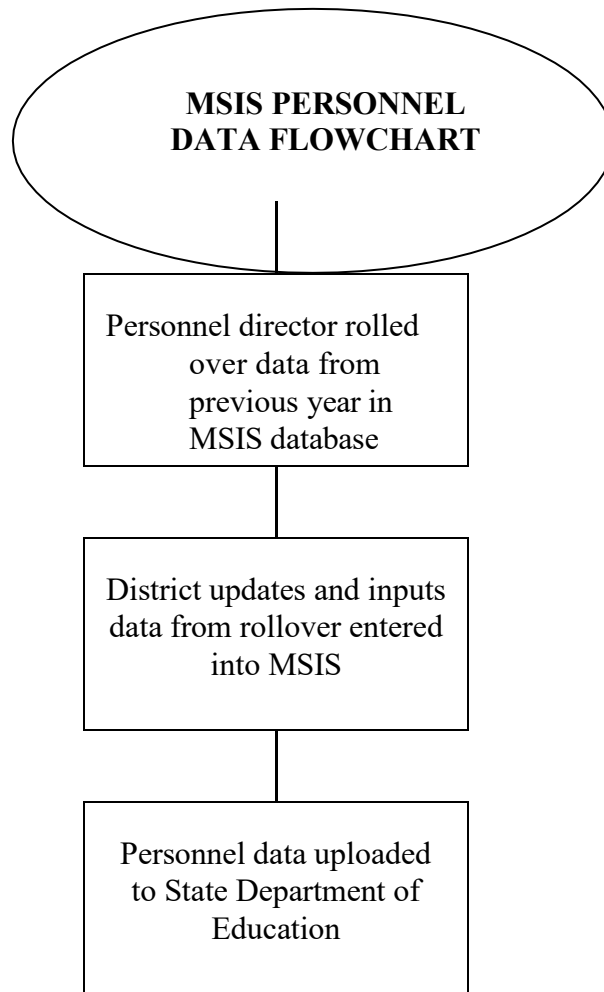 MSIS PERSONNEL
DATA FLOWCHART
Personnel director rolled
over data from
previous year in
MSIS database
District updates and inputs
data from rollover entered
into MSIS
Personnel data uploaded
to State Department of
Education